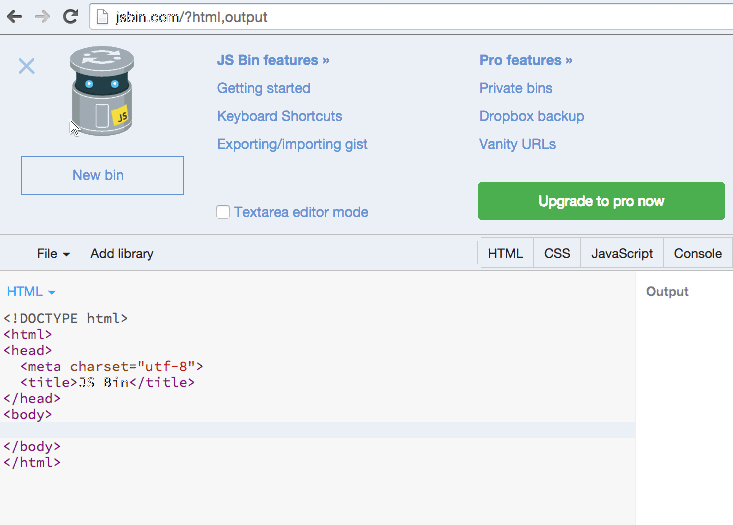 jsbin.com/?html,output
JS Bin features »
Getting started
Keyboard Shortcuts
Exporting/importing gist
Pro features »
Private bins
Dropbox backup
Vanity URLs
JS
New bin
Textarea editor mode
Upgrade to pro now
File Add library HTML CSS JavaScript Console
HTML Output
<!DOCTYPE html>
<html>
<head>
  <meta charset="utf-8">
  <title>JS Bin</title>
</head>
<body>

</body>
</html>